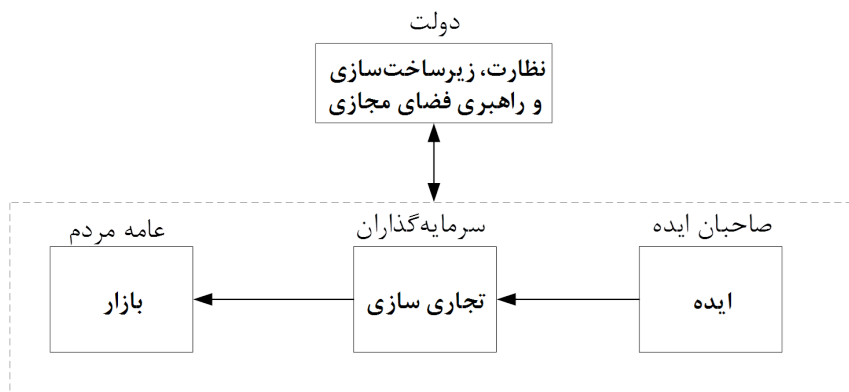 دولت
نظارت، زیرساخت‌سازی
و راهبری فضای مجازی
صاحبان ایده
ایده
سرمایه‌گذاران
تجاری سازی
عامه مردم
بازار